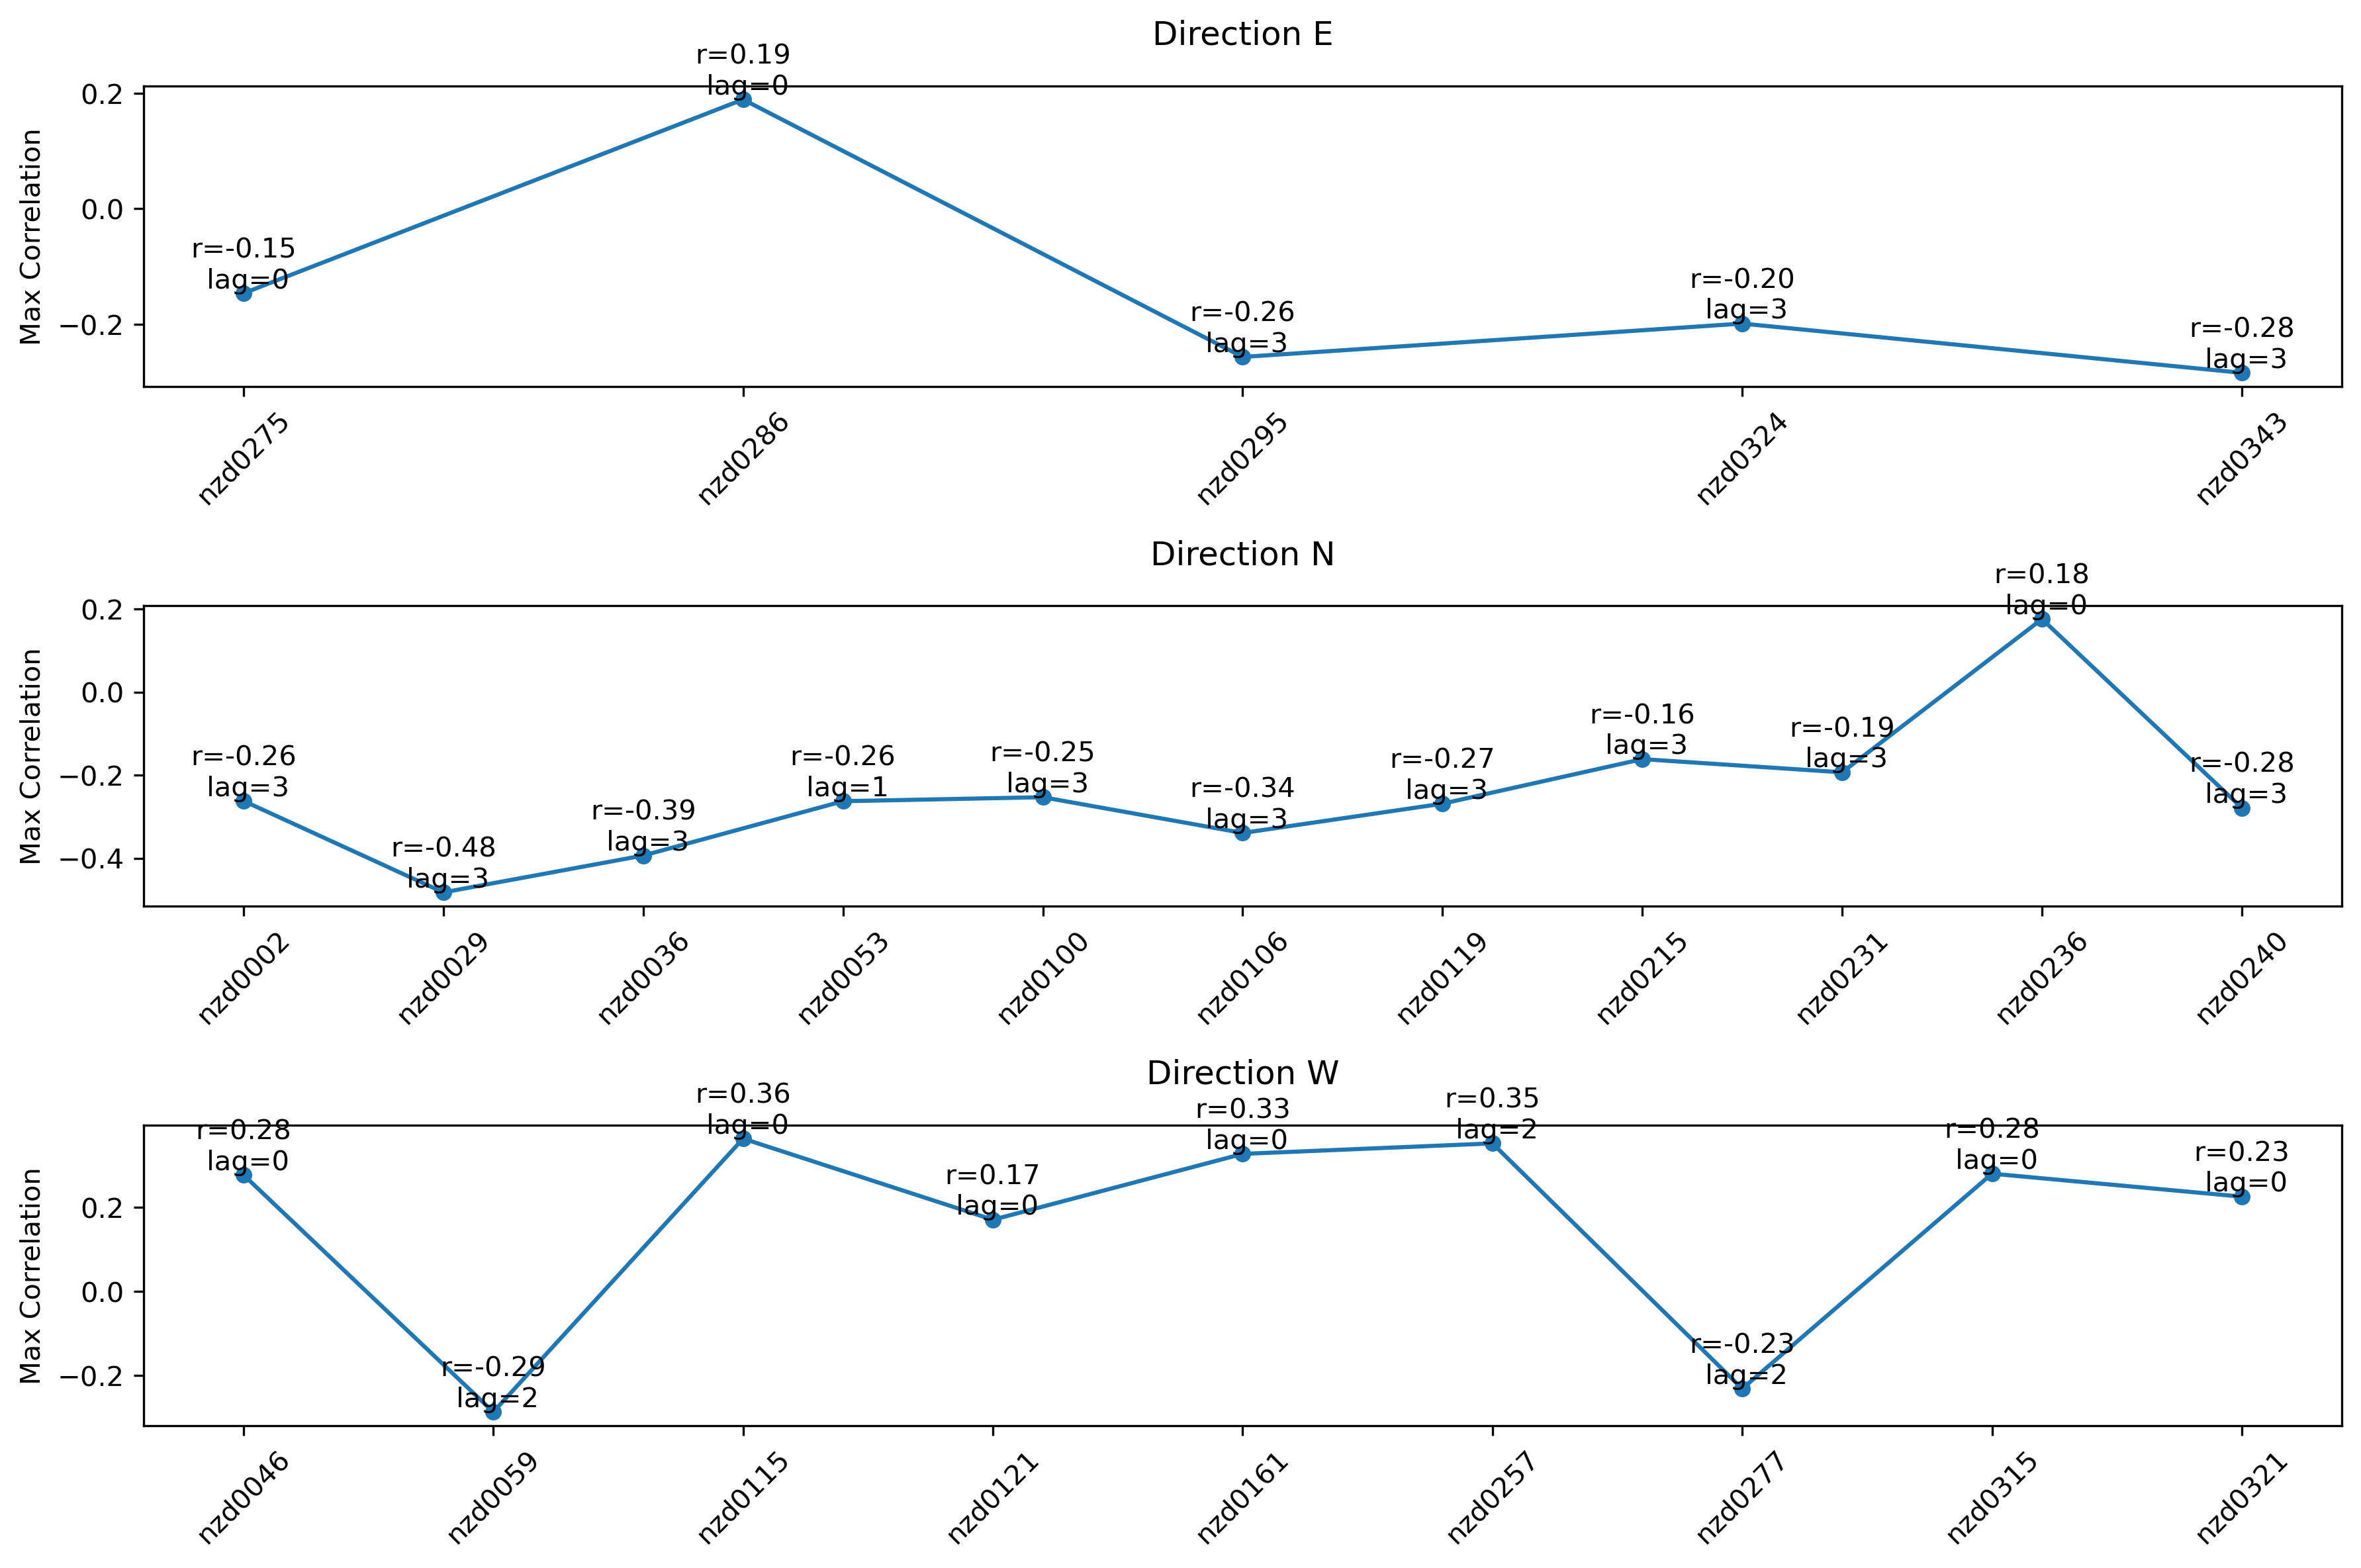 Direction E
Max Correlation
0.2
0.0
−0.2
r=-0.15
lag=0
r=0.19
lag=0
r=-0.26
lag=3
r=-0.20
lag=3
r=-0.28
lag=3
nzd0275
nzd0286
nzd0295
nzd0324
nzd0343
Direction N
Max Correlation
0.2
0.0
−0.2
−0.4
r=-0.26
lag=3
r=-0.48
lag=3
r=-0.39
lag=3
r=-0.26
lag=1
r=-0.25
lag=3
r=-0.34
lag=3
r=-0.27
lag=3
r=-0.16
lag=3
r=-0.19
lag=3
r=0.18
lag=0
r=-0.28
lag=3
nzd0002
nzd0029
nzd0036
nzd0053
nzd0100
nzd0106
nzd0119
nzd0215
nzd0231
nzd0236
nzd0240
Direction W
Max Correlation
0.2
0.0
−0.2
r=0.28
lag=0
r=-0.29
lag=2
r=0.36
lag=0
r=0.17
lag=0
r=0.33
lag=0
r=0.35
lag=2
r=-0.23
lag=2
r=0.28
lag=0
r=0.23
lag=0
nzd0046
nzd0059
nzd0115
nzd0121
nzd0161
nzd0257
nzd0277
nzd0315
nzd0321